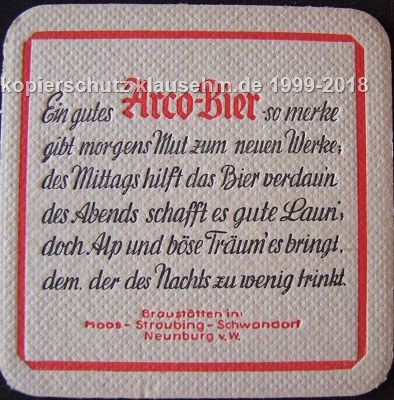 kopierschutz klausehm.de 1999-2018
Ein gutes Arco-Bier -so merke
gibt morgens Mut zum neuen Werke;
des Mittags hilft das Bier verdaun
des Abends schafft es gute Laun',
doch Alp und böse Träum' es bringt,
dem, der des Nachts zu wenig trinkt.
Braustätten in:
Moos - Straubing - Schwandorf
Neunburg v.W.